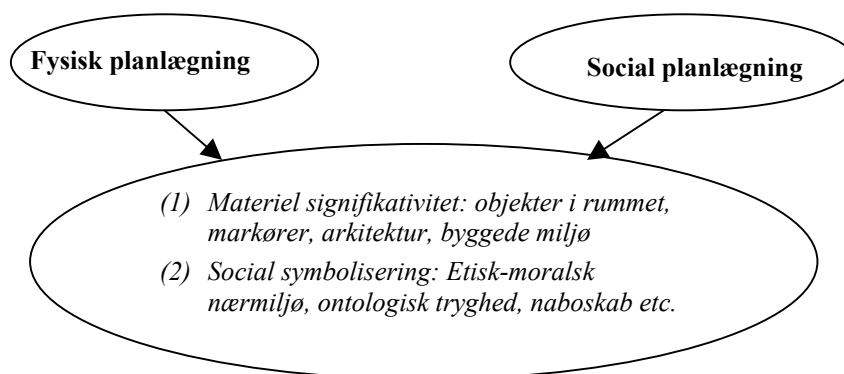 Fysisk planlægning
Social planlægning
(1) Materiel signifikativitet: objekter i rummet,
markører, arkitektur, byggede miljø
(2) Social symbolisering: Etisk-moralsk
nærmiljø, ontologisk tryghed, naboskab etc.